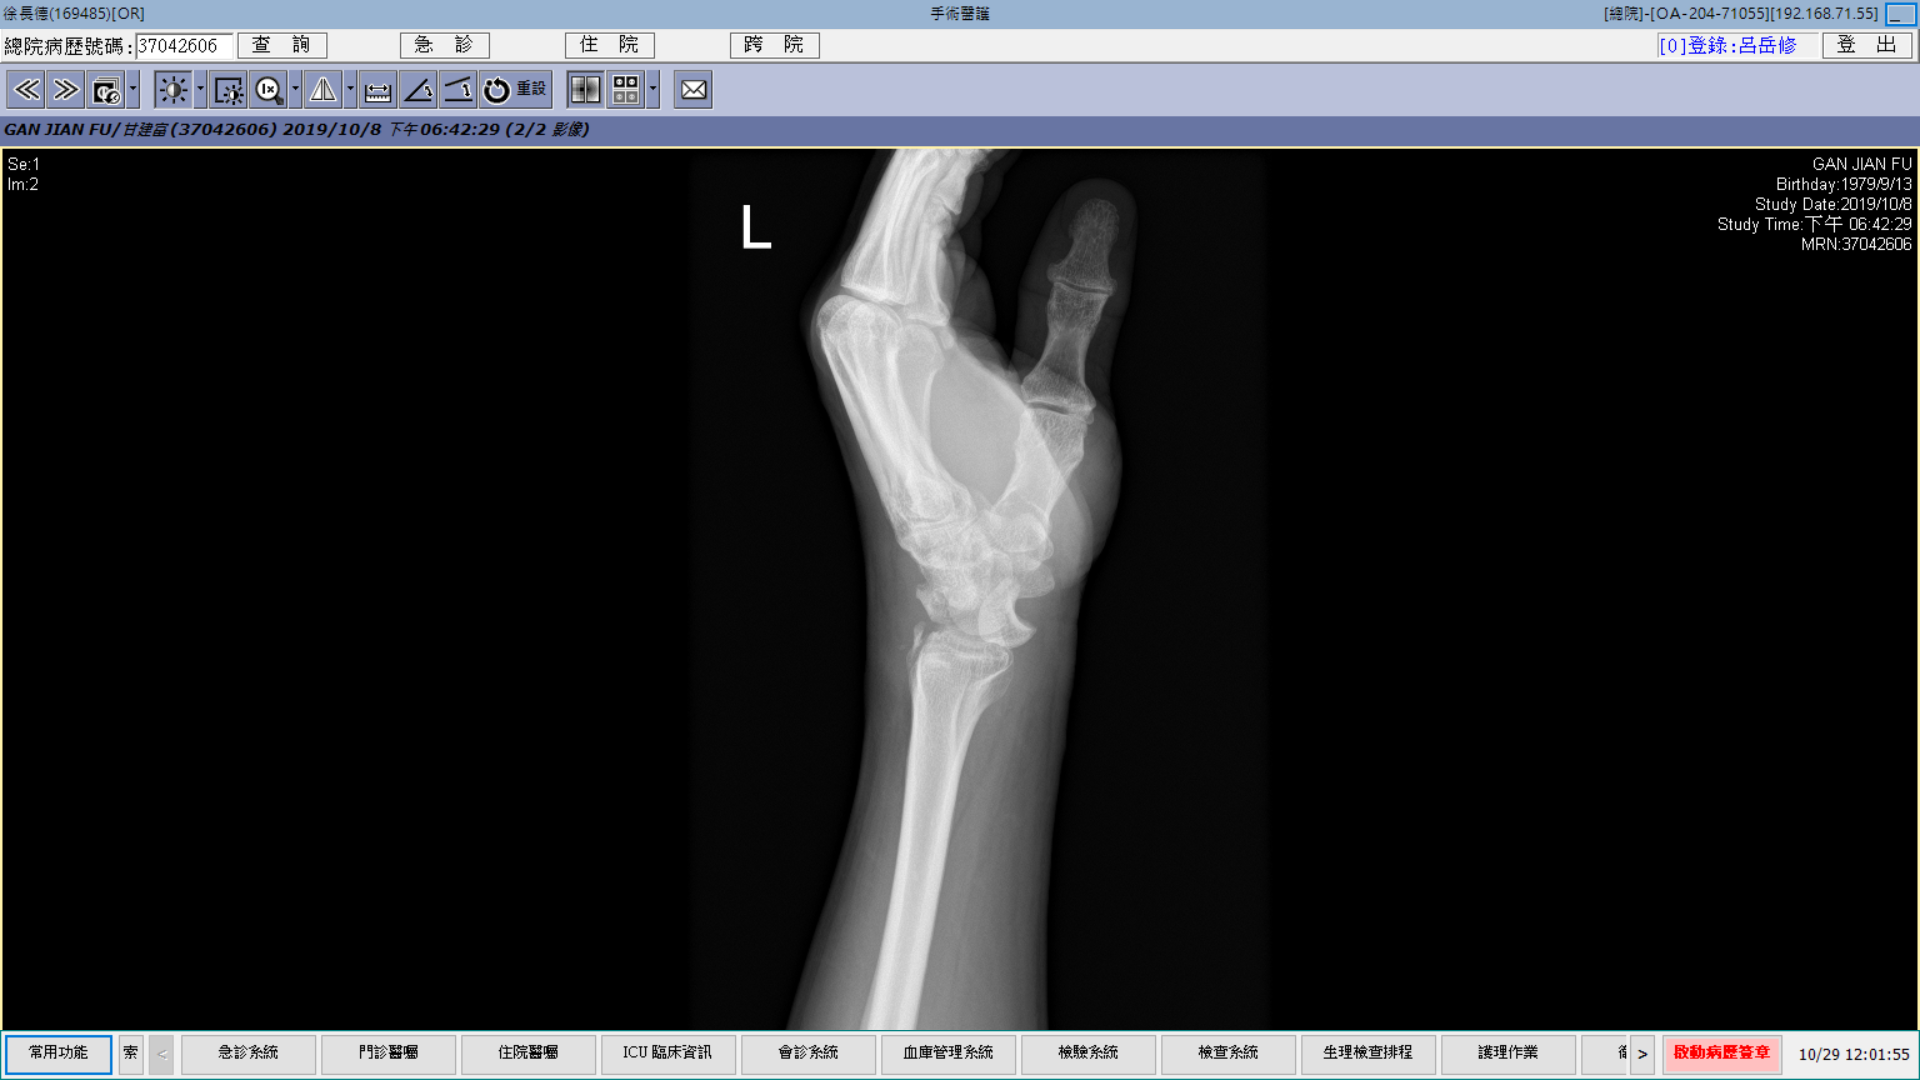 徐長德(169485)[OR]
手術醫護
[總院]-[OA-204-71055][192.168.71.55]
總院病歷號碼:37042606
查 詢
急 診
住 院
跨 院
[0]登錄:呂岳修
登 出
重設
GAN JIAN FU/甘建富(37042606) 2019/10/8 下午06:42:29 (2/2 影像)
Se:1
Im:2
GAN JIAN FU
Birthday:1979/9/13
Study Date:2019/10/8
Study Time:下午 06:42:29
MRN:37042606
L
常用功能
索
<
急診系統
門診醫囑
住院醫囑
ICU 臨床資訊
會診系統
血庫管理系統
檢驗系統
檢查系統
生理檢查排程
護理作業
>
啟動病歷簽章
10/29 12:01:55